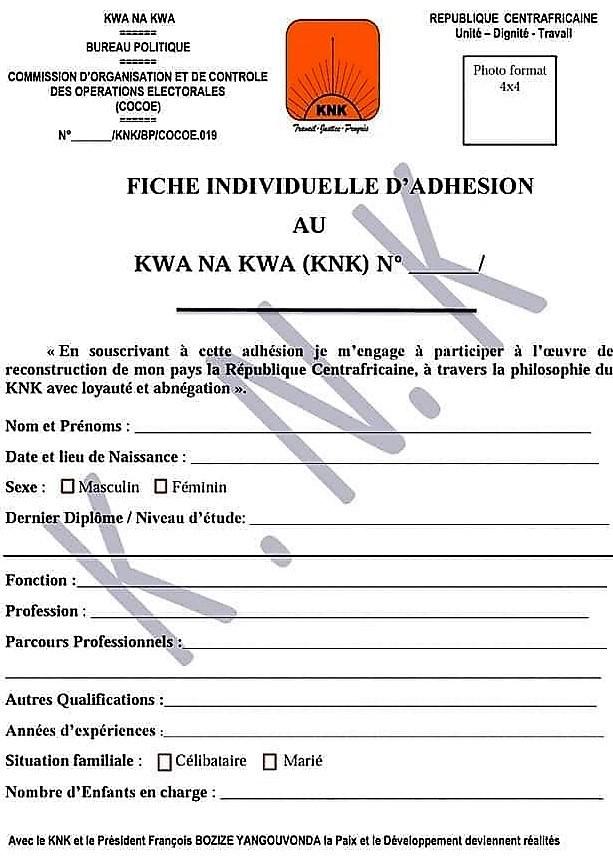 KWA NA KWA
======
BUREAU POLITIQUE
======
COMMISSION D'ORGANISATION ET DE CONTROLE
DES OPERATIONS ELECTORALES
(COCOE)
======
N°______/KNK/BP/COCOE.019
KNK
Travail-Justice-Progrès
REPUBLIQUE CENTRAFRICAINE
Unité – Dignité - Travail
Photo format
4x4
FICHE INDIVIDUELLE D'ADHESION
AU
KWA NA KWA (KNK) N° ______/
K.N.K
« En souscrivant à cette adhésion je m'engage à participer à l'œuvre de
reconstruction de mon pays la République Centrafricaine, à travers la philosophie du
KNK avec loyauté et abnégation ».
Nom et Prénoms : ______
Date et lieu de Naissance : ______
Sexe : ☐ Masculin ☐ Féminin
Dernier Diplôme / Niveau d'étude: ______
Fonction : ______
Profession : ______
Parcours Professionnels : ______
Autres Qualifications : ______
Années d'expériences : ______
Situation familiale : ☐ Célibataire ☐ Marié
Nombre d'Enfants en charge : ______
Avec le KNK et le Président François BOZIZE YANGOUVONDA la Paix et le Développement deviennent réalités